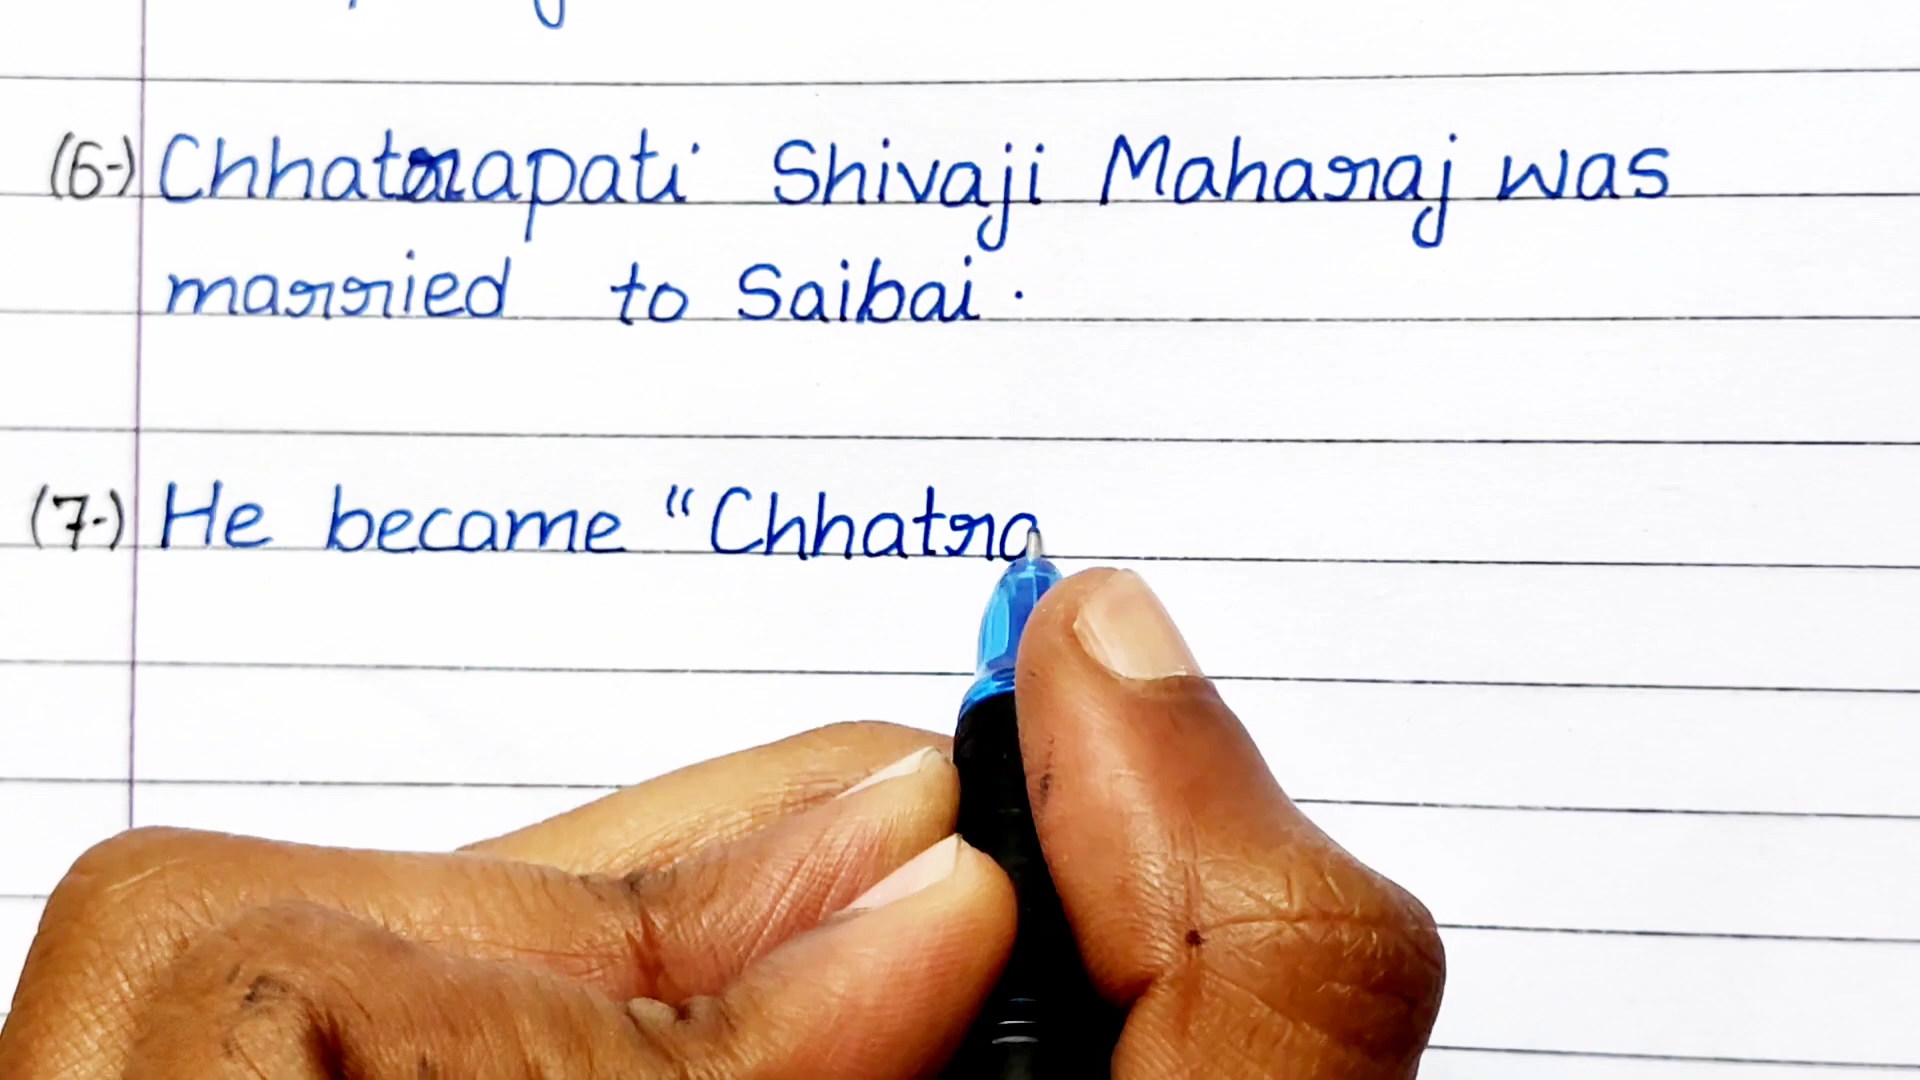 (6-) Chhatrapati Shivaji Maharaj was
married to Saibai.
(7-) He became "Chhatra